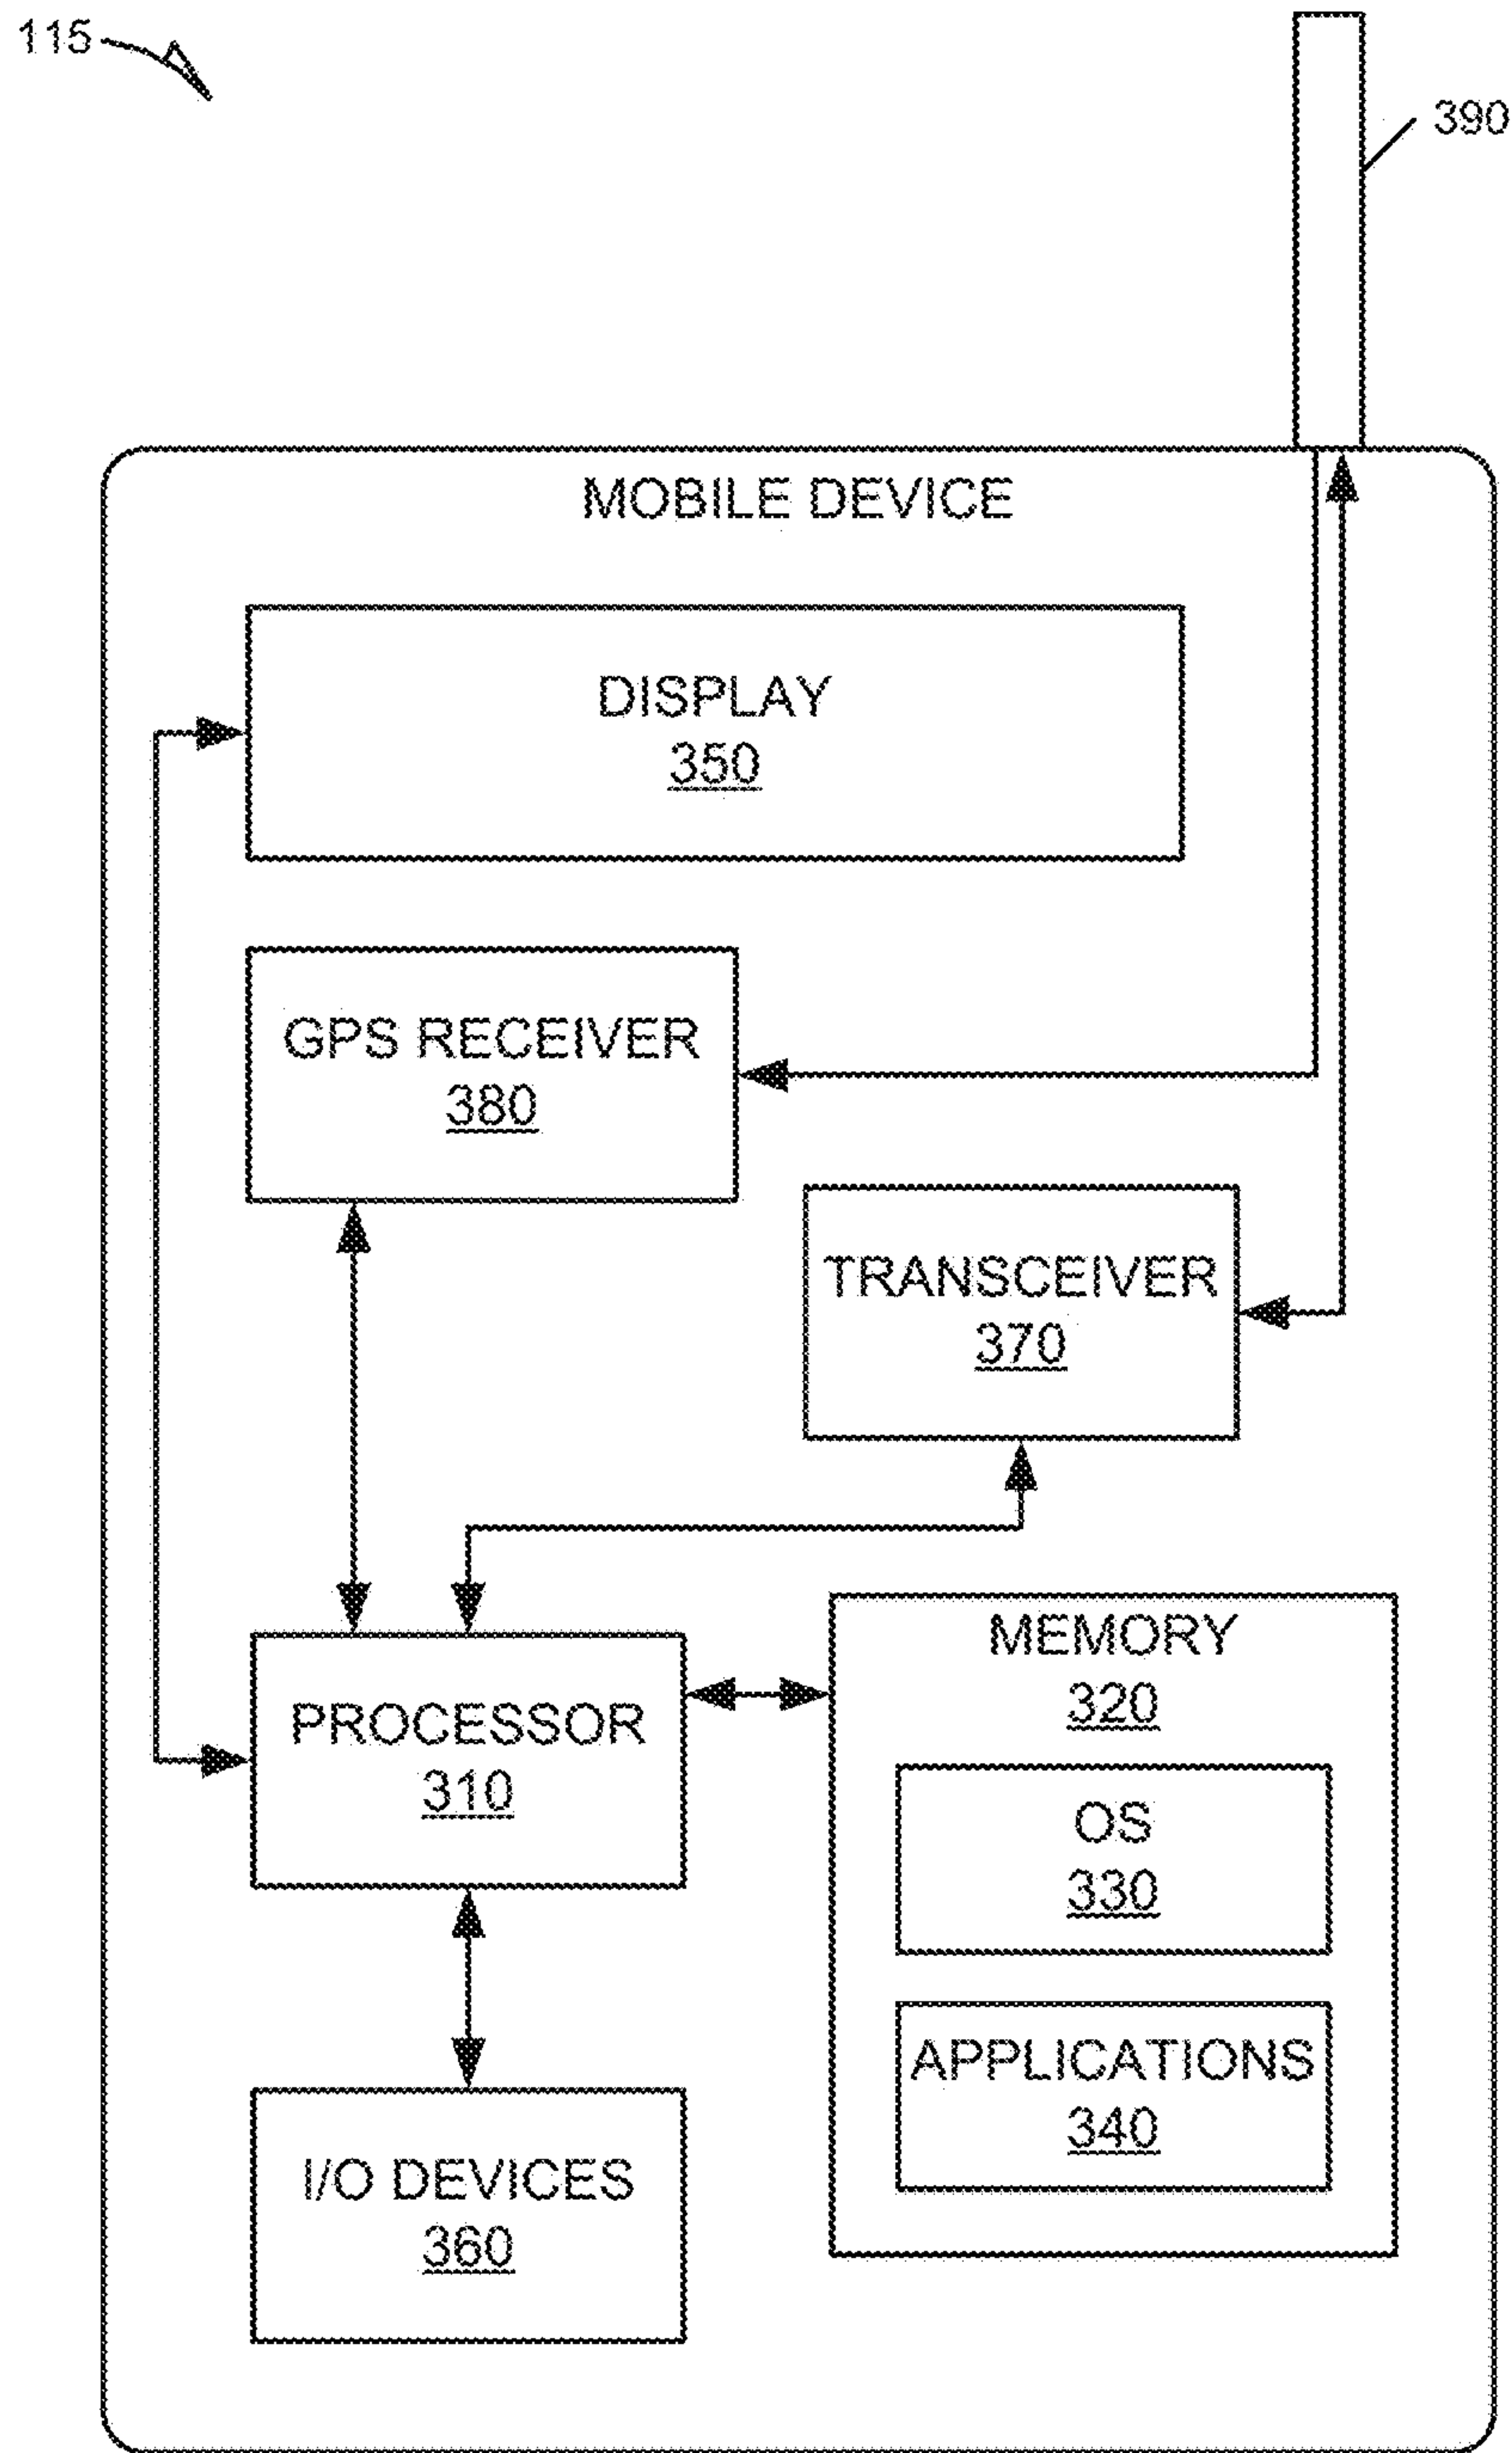 115
390
MOBILE DEVICE
DISPLAY
350
GPS RECEIVER
380
TRANSCEIVER
370
MEMORY
320
PROCESSOR
310
OS
330
APPLICATIONS
340
I/O DEVICES
360